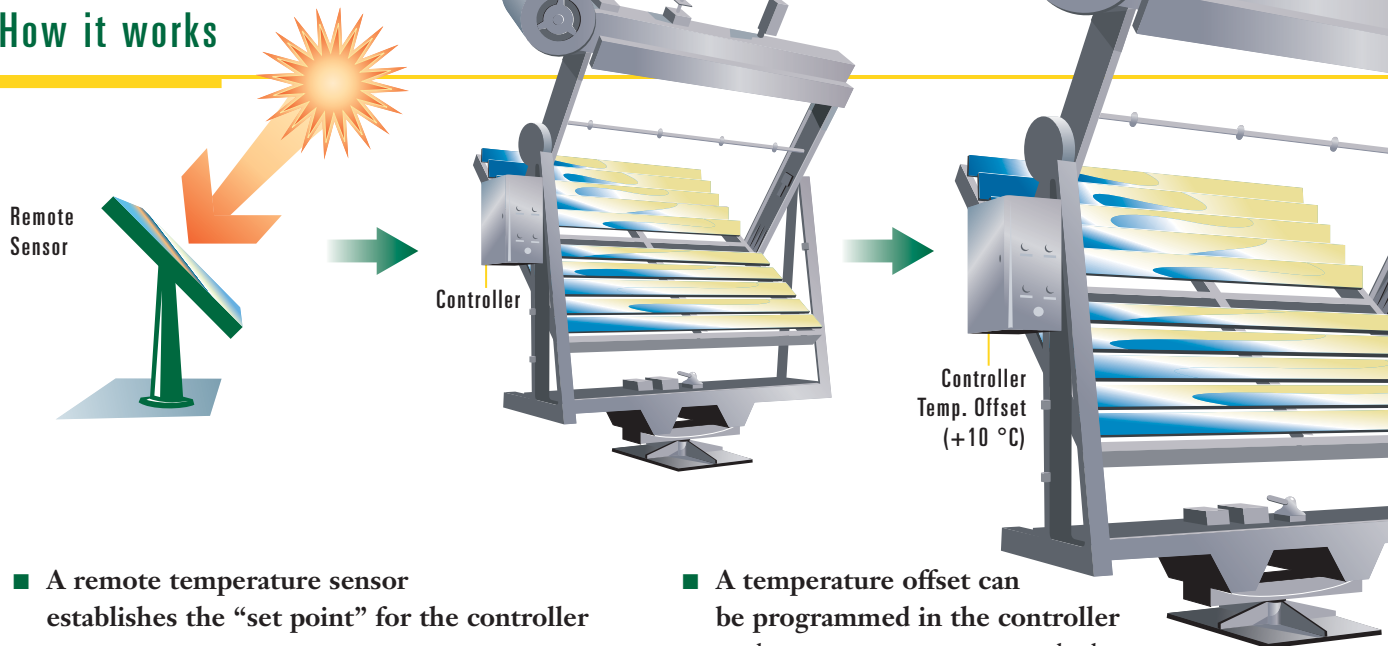 How it works
Remote
Sensor
Controller
Controller
Temp. Offset
(+10 °C)
■ A remote temperature sensor
establishes the “set point” for the controller
■ A temperature offset can
be programmed in the controller